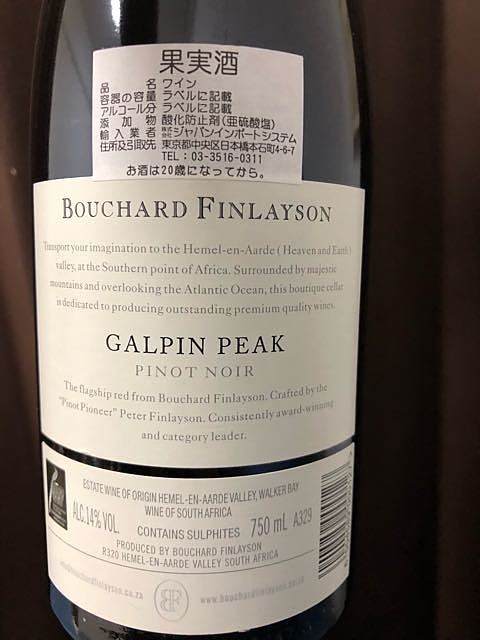 果実酒
品名 ワイン
容器の容量 ラベルに記載
アルコール分 ラベルに記載
添加物 酸化防止剤(亜硫酸塩)
輸入業者 株式会社ジャパンインポートシステム
住所及引取先 東京都中央区日本橋本石町4-6-7
TEL:03-3516-0311
お酒は20歳になってから。
BOUCHARD FINLAYSON
Transport your imagination to the Hemel-en-Aarde (Heaven and Earth)
valley, at the Southern point of Africa. Surrounded by majestic
mountains and overlooking the Atlantic Ocean, this boutique cellar
is dedicated to producing outstanding premium quality wines.
GALPIN PEAK
PINOT NOIR
The flagship red from Bouchard Finlayson. Crafted by the
"Pinot Pioneer" Peter Finlayson. Consistently award-winning
and category leader.
ESTATE WINE OF ORIGIN HEMEL-EN-AARDE VALLEY, WALKER BAY
WINE OF SOUTH AFRICA
ALC.14% VOL. CONTAINS SULPHITES 750 mL A329
PRODUCED BY BOUCHARD FINLAYSON
R320 HEMEL-EN-AARDE VALLEY SOUTH AFRICA
BF www.bouchardfinlayson.co.za